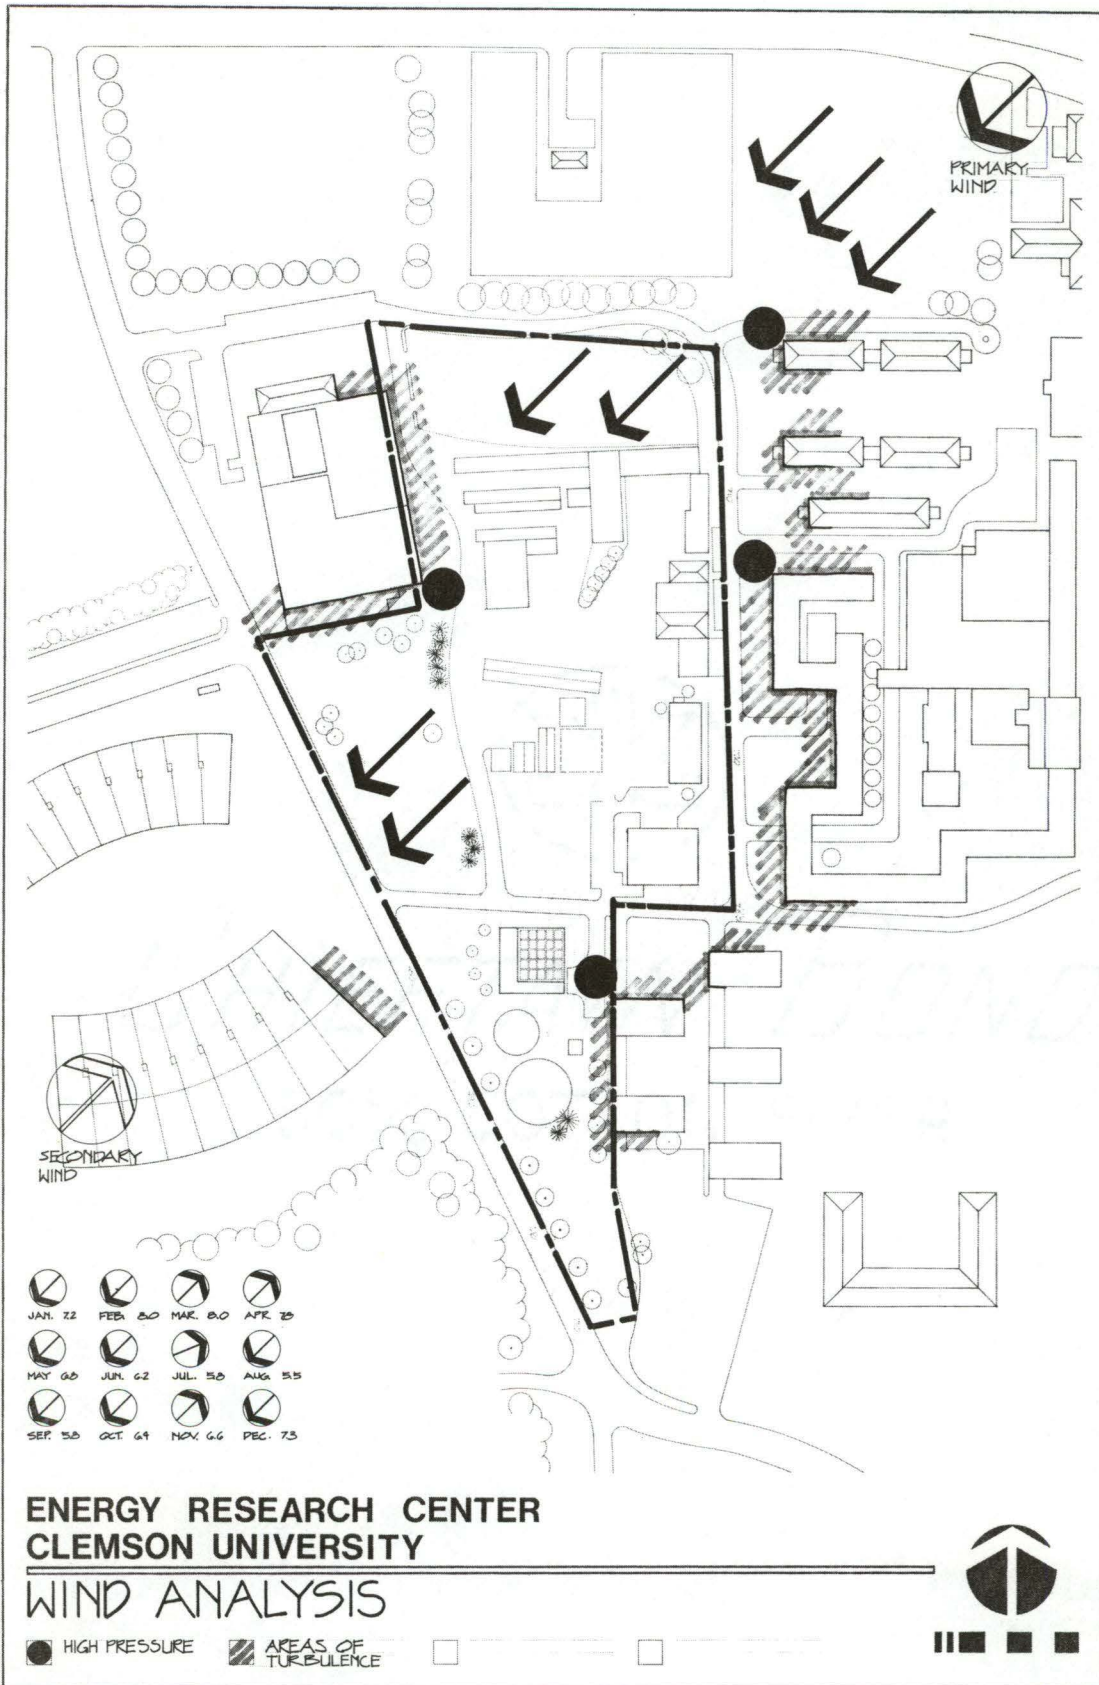 PRIMARY
WIND
SECONDARY
WIND
JAN. 7.2 FEB. 8.0 MAR. 8.0 APR. 7.8
MAY 6.8 JUN. 6.2 JUL. 5.8 AUG. 5.5
SEP. 5.8 OCT. 6.4 NOV. 6.6 DEC. 7.3
ENERGY RESEARCH CENTER
CLEMSON UNIVERSITY
WIND ANALYSIS
HIGH PRESSURE
AREAS OF
TURBULENCE